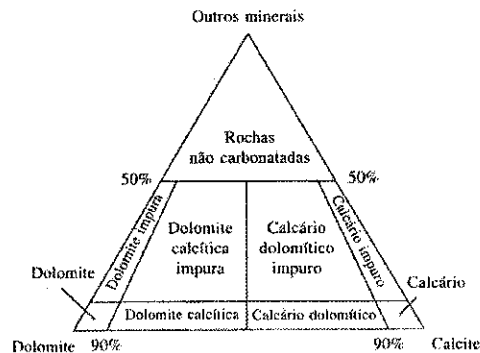 Outros minerais
Rochas
não carbonatadas
50%
50%
Dolomite impura
Dolomite
calcítica
impura
Calcário
dolomítico
impuro
Calcário impuro
Dolomite
Calcário
Dolomite calcítica
Calcário dolomítico
Dolomite
90%
90%
Calcite